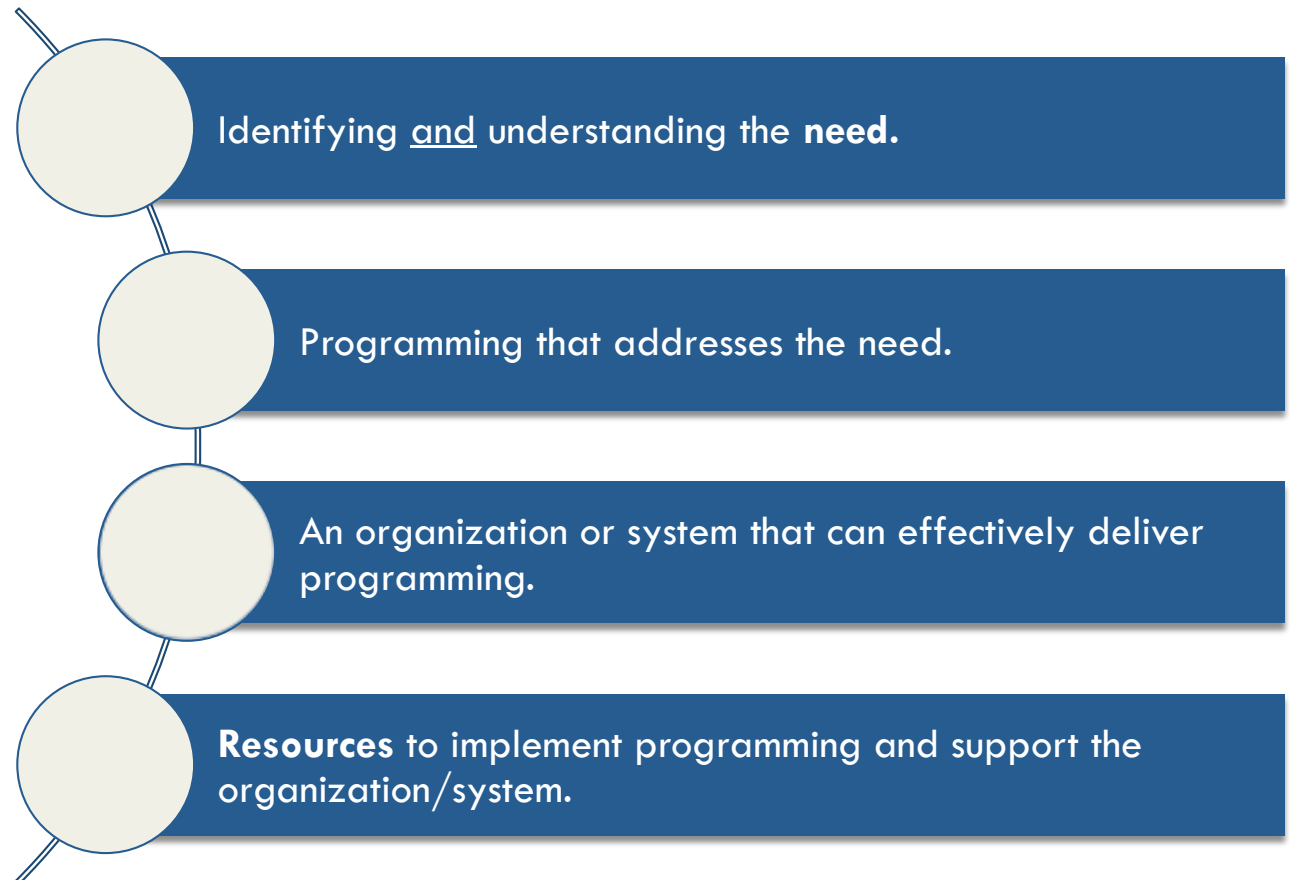 Identifying and understanding the need.
Programming that addresses the need.
An organization or system that can effectively deliver
programming.
Resources to implement programming and support the
organization/system.